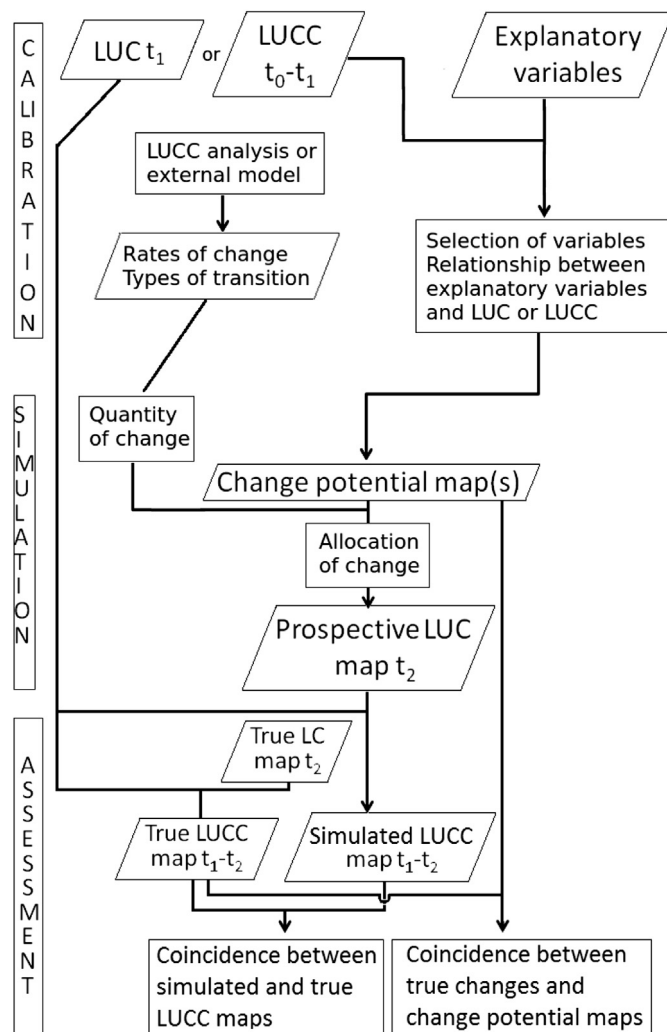 CALIBRATION
LUC t₁
or
LUCC
t₀-t₁
Explanatory
variables
LUCC analysis or
external model
Rates of change
Types of transition
Selection of variables
Relationship between
explanatory variables
and LUC or LUCC
SIMULATION
Quantity
of change
Change potential map(s)
Allocation
of change
Prospective LUC
map t₂
ASSESSMENT
True LC
map t₂
True LUCC
map t₁-t₂
Simulated LUCC
map t₁-t₂
Coincidence between
simulated and true
LUCC maps
Coincidence between
true changes and
change potential maps